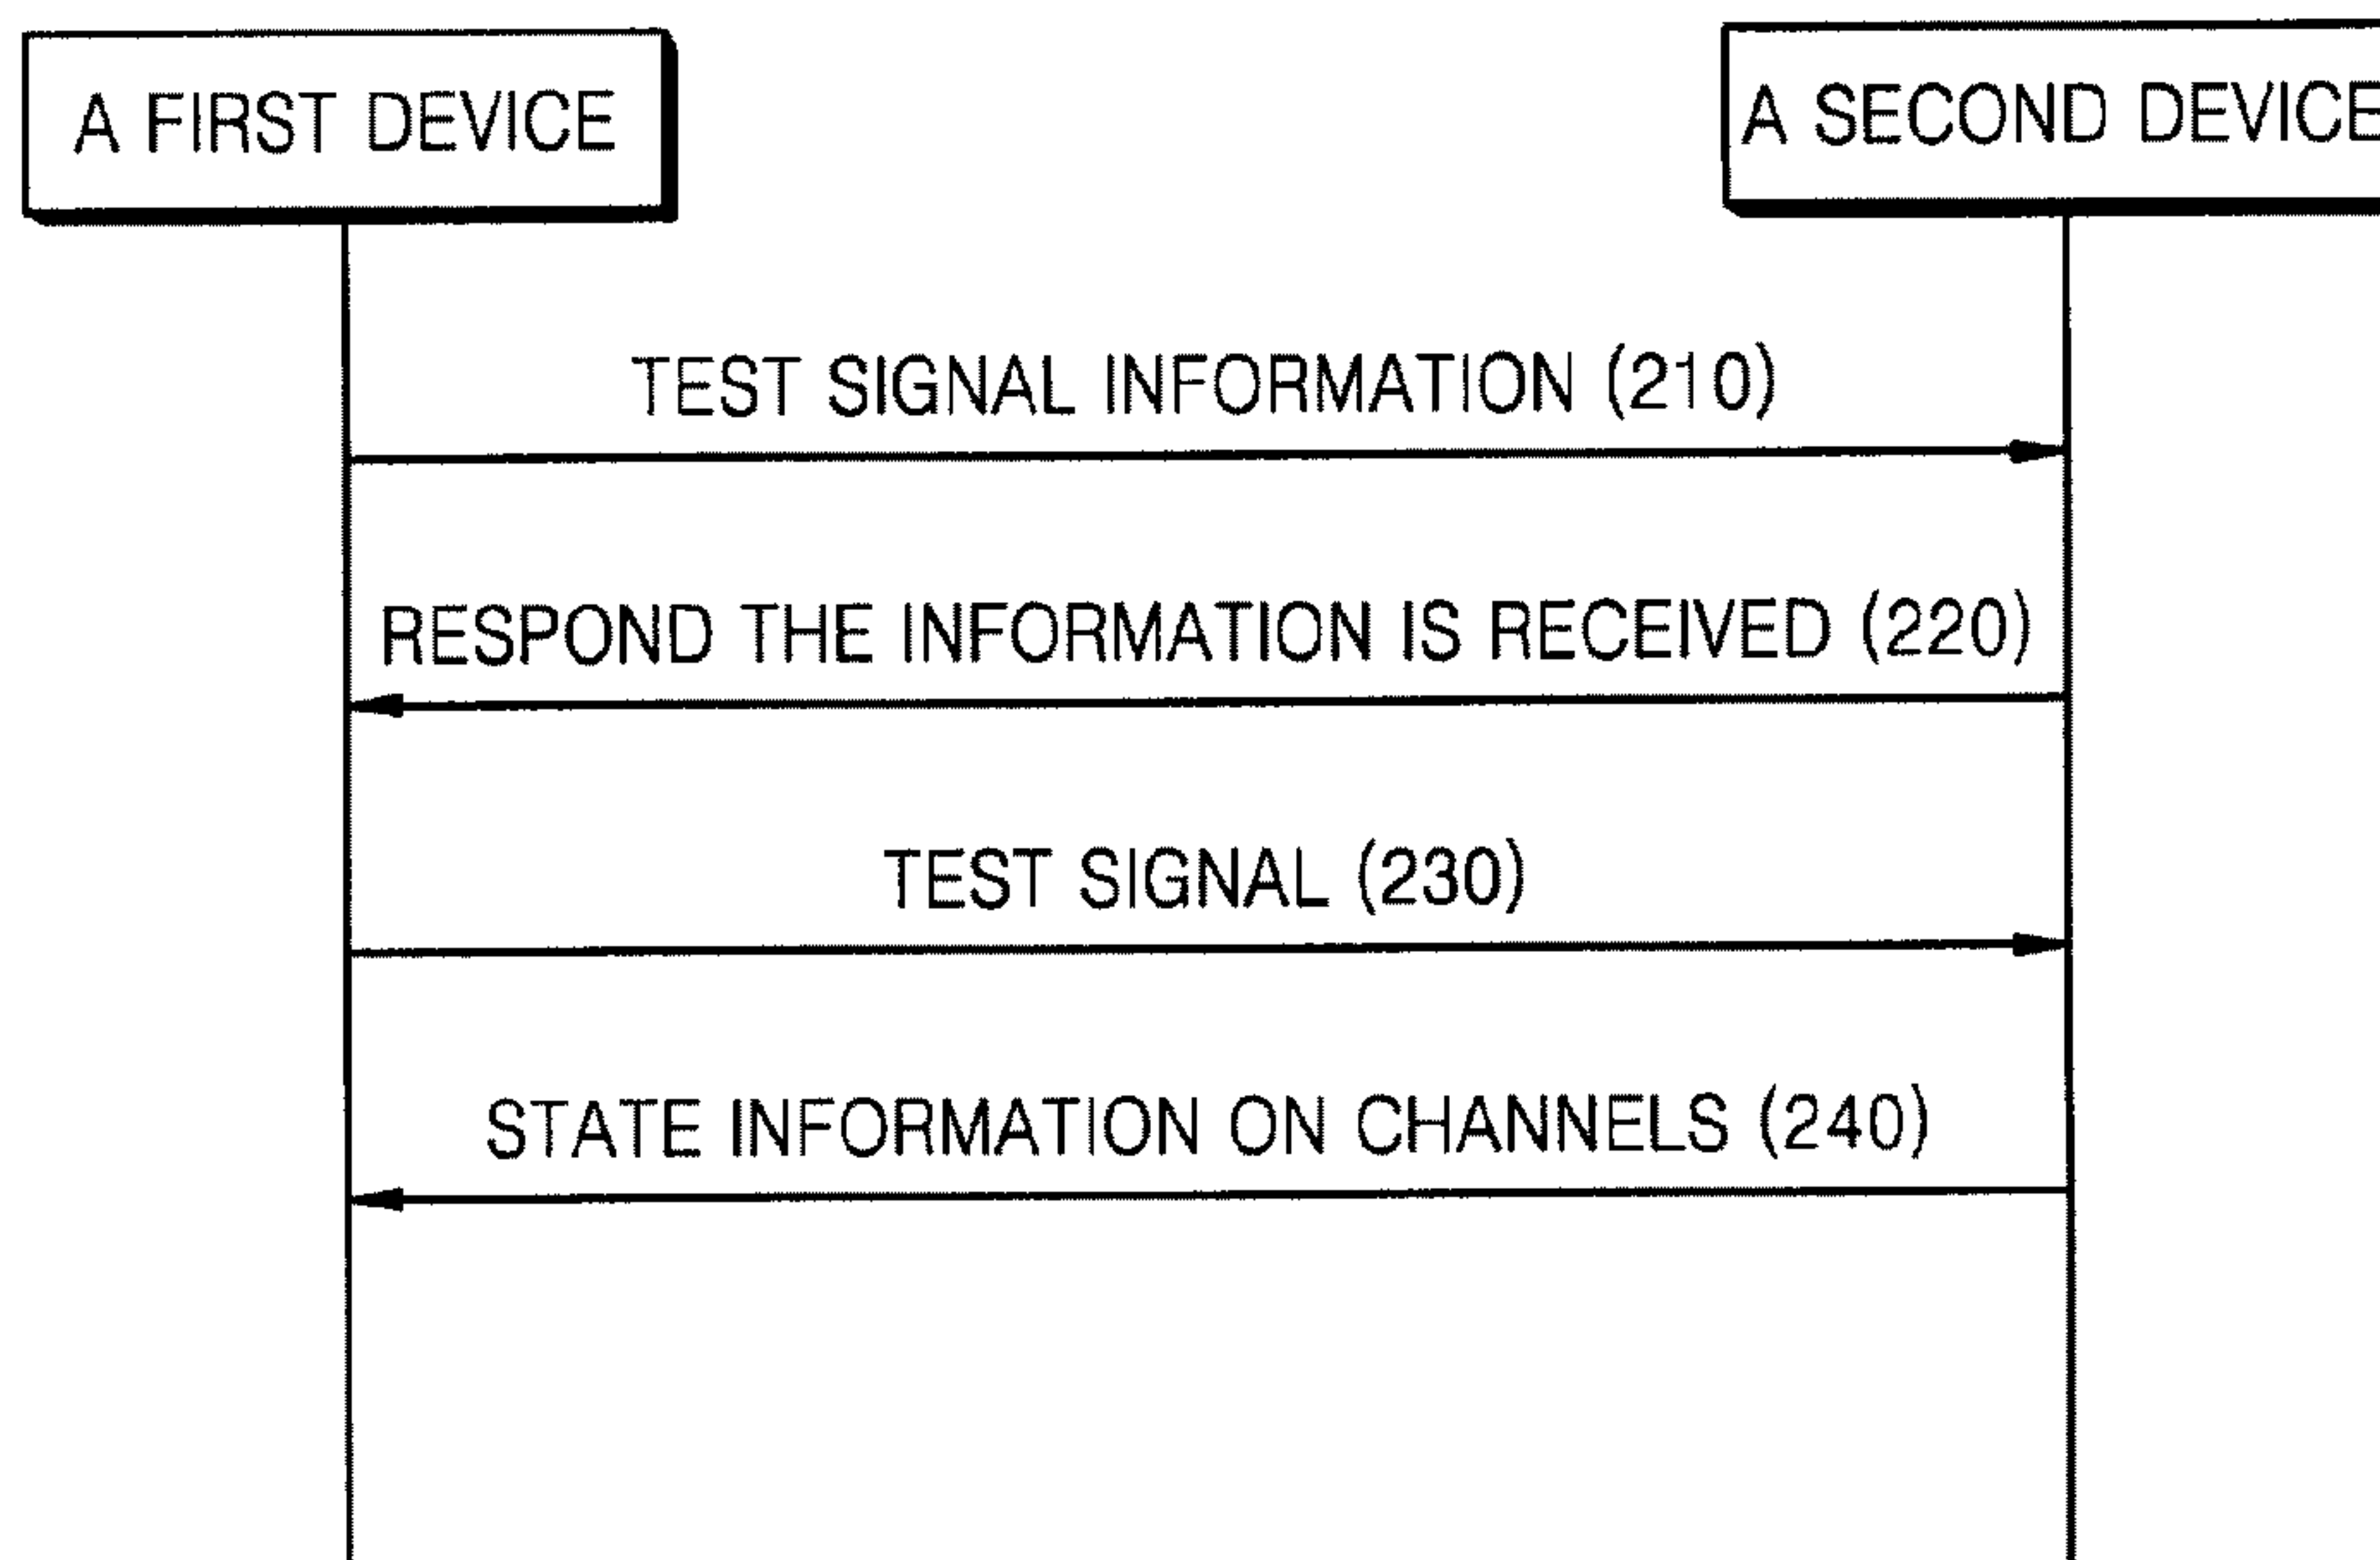 A FIRST DEVICE
A SECOND DEVICE
TEST SIGNAL INFORMATION (210)
RESPOND THE INFORMATION IS RECEIVED (220)
TEST SIGNAL (230)
STATE INFORMATION ON CHANNELS (240)